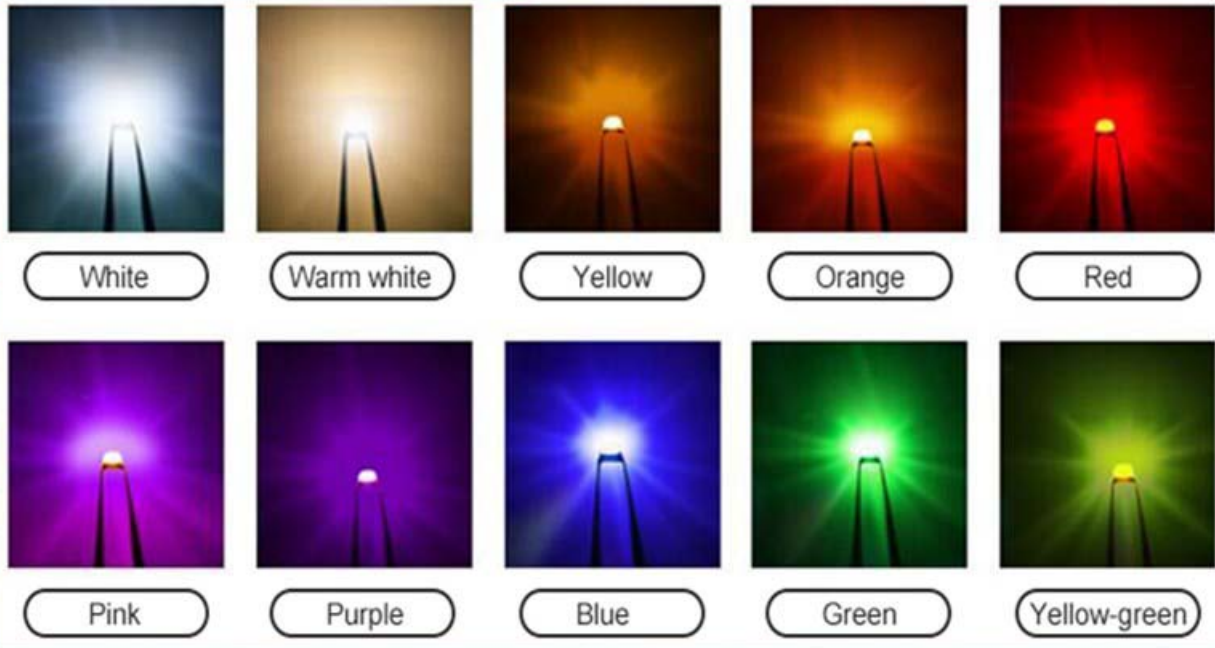 White
Warm white
Yellow
Orange
Red
Pink
Purple
Blue
Green
Yellow-green